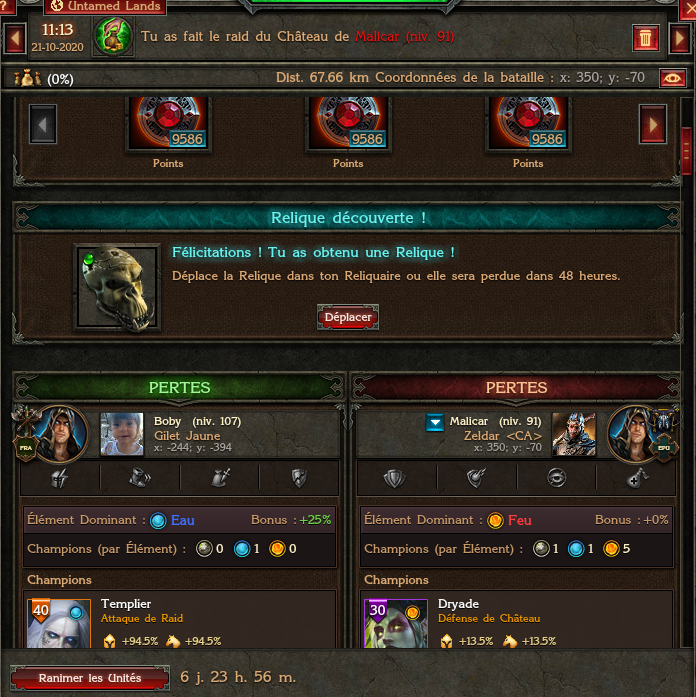 ?
Untamed Lands
11:13
21-10-2020
Tu as fait le raid du Château de Malicar (niv. 91)
(0%)
Dist. 67.66 km Coordonnées de la bataille : x: 350; y: -70
9586 9586 9586
Points Points Points
Relique découverte !
Félicitations ! Tu as obtenu une Relique !
Déplace la Relique dans ton Reliquaire ou elle sera perdue dans 48 heures.
Déplacer
PERTES
Boby (niv. 107)
Gilet Jaune
x: -244; y: -394
FRA
Élément Dominant : Eau Bonus : +25%
Champions (par Élément) : 0 1 0
Champions
40
Templier
Attaque de Raid
+94.5% +94.5%
PERTES
Malicar (niv. 91)
Zeldar <CA>
x: 350; y: -70
EPU
Élément Dominant : Feu Bonus : +0%
Champions (par Élément) : 1 1 5
Champions
30
Dryade
Défense de Château
+13.5% +13.5%
Ranimer les Unités
6 j. 23 h. 56 m.